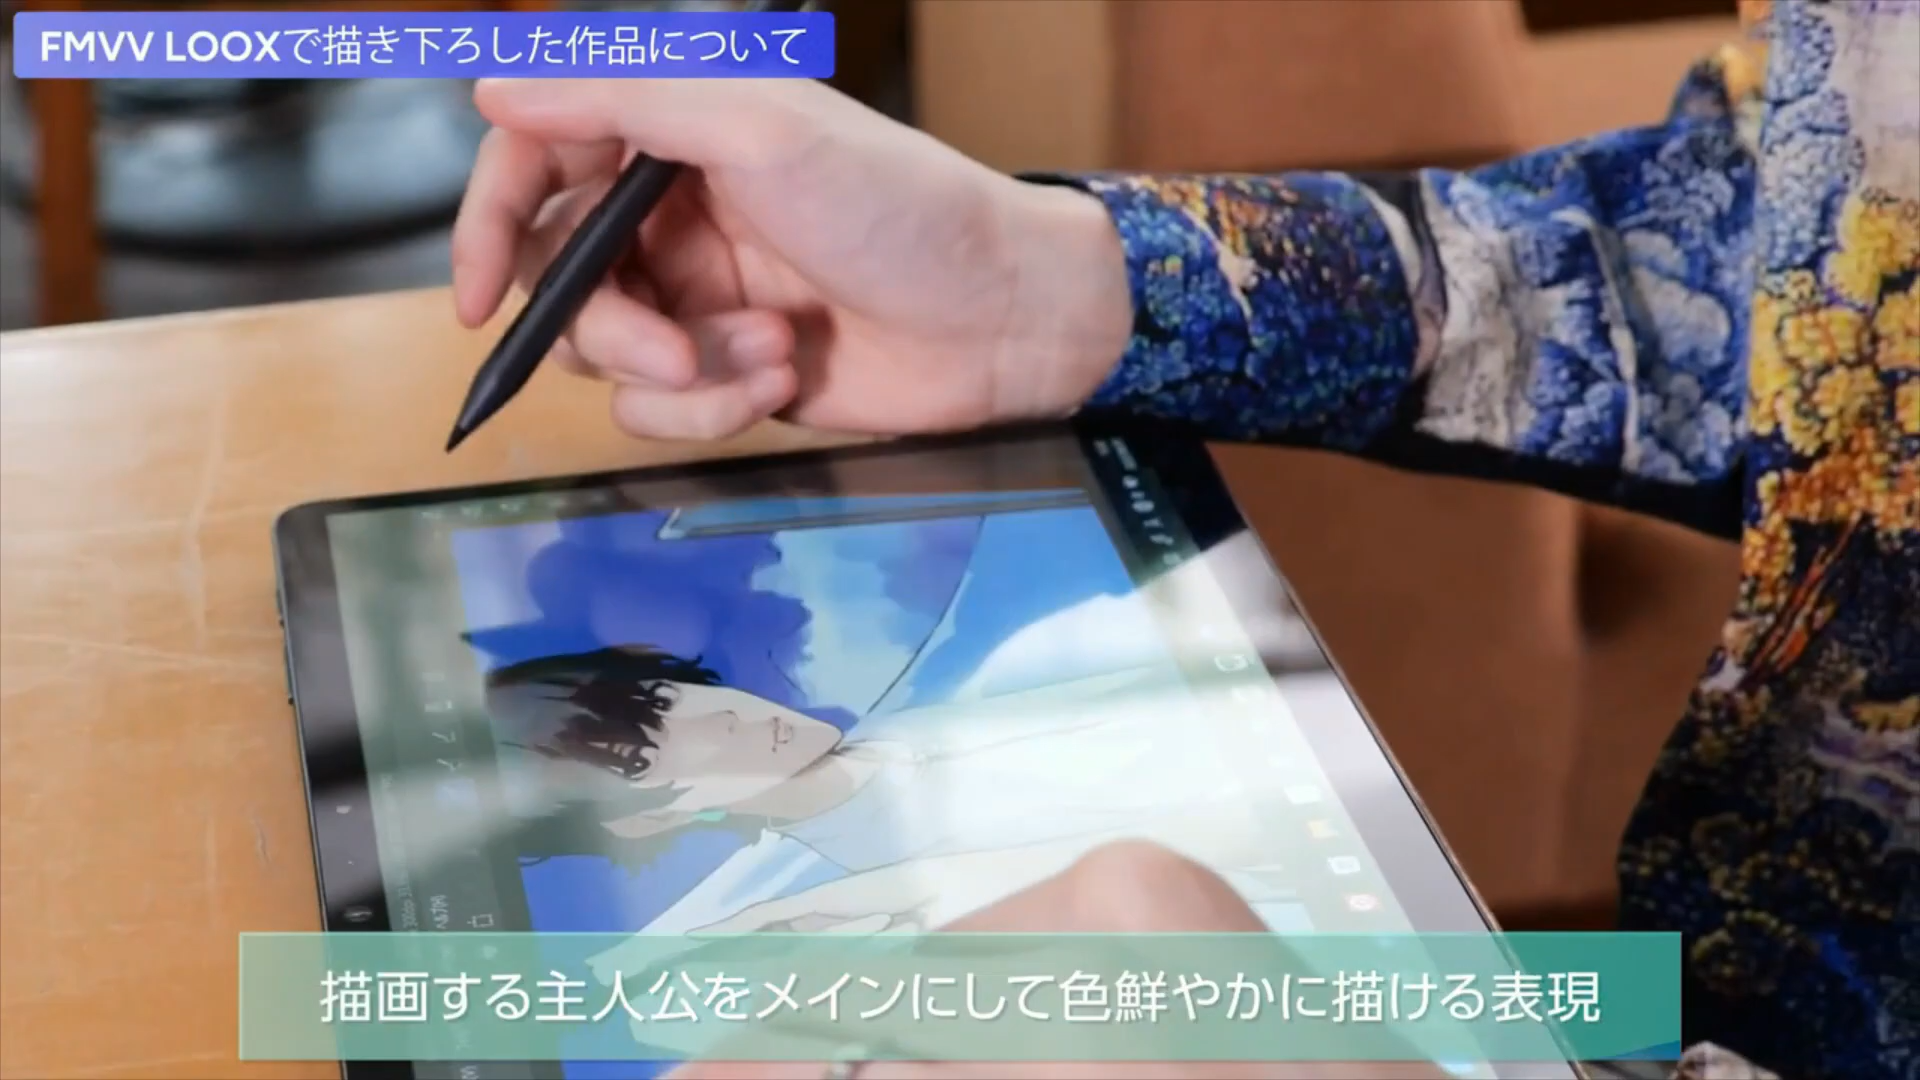 FMVV LOOXで描き下ろした作品について
描画する主人公をメインにして色鮮やかに描ける表現